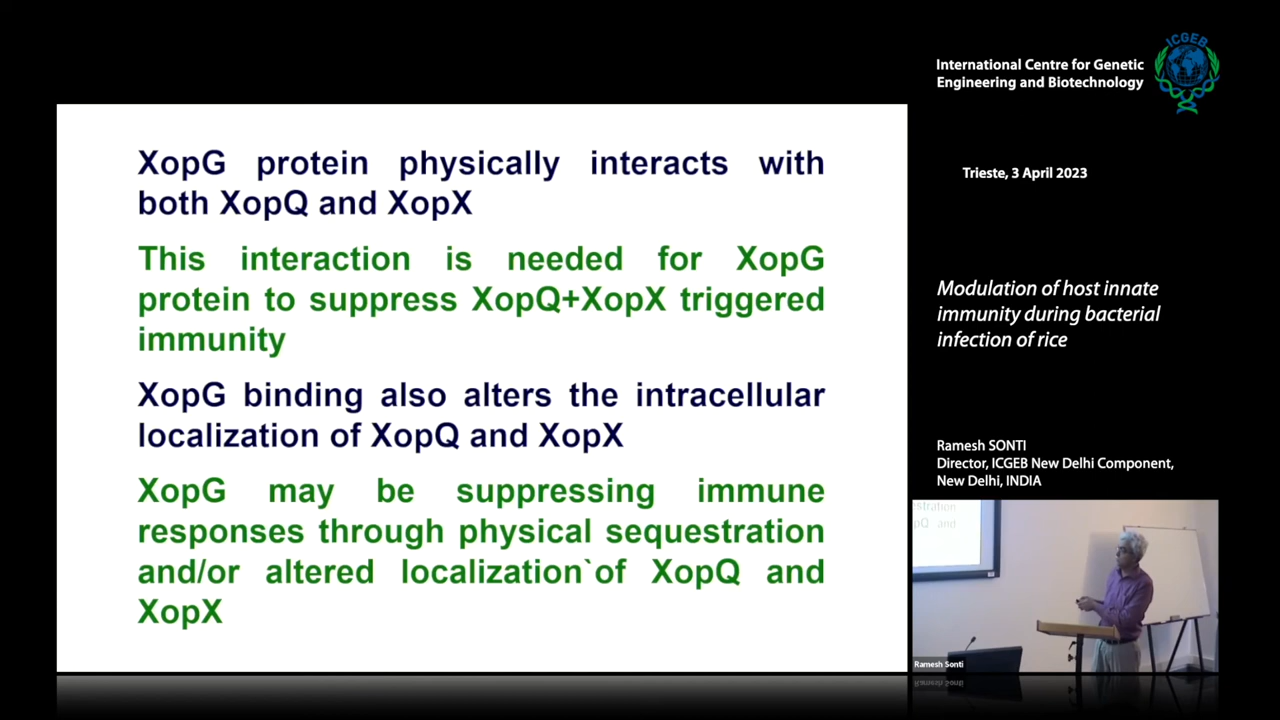 XopG protein physically interacts with
both XopQ and XopX
This interaction is needed for XopG
protein to suppress XopQ+XopX triggered
immunity
XopG binding also alters the intracellular
localization of XopQ and XopX
XopG may be suppressing immune
responses through physical sequestration
and/or altered localization`of XopQ and
XopX
International Centre for Genetic
Engineering and Biotechnology
ICGEB
Trieste, 3 April 2023
Modulation of host innate
immunity during bacterial
infection of rice
Ramesh SONTI
Director, ICGEB New Delhi Component,
New Delhi, INDIA
stration
pQ and
Ramesh Sonti